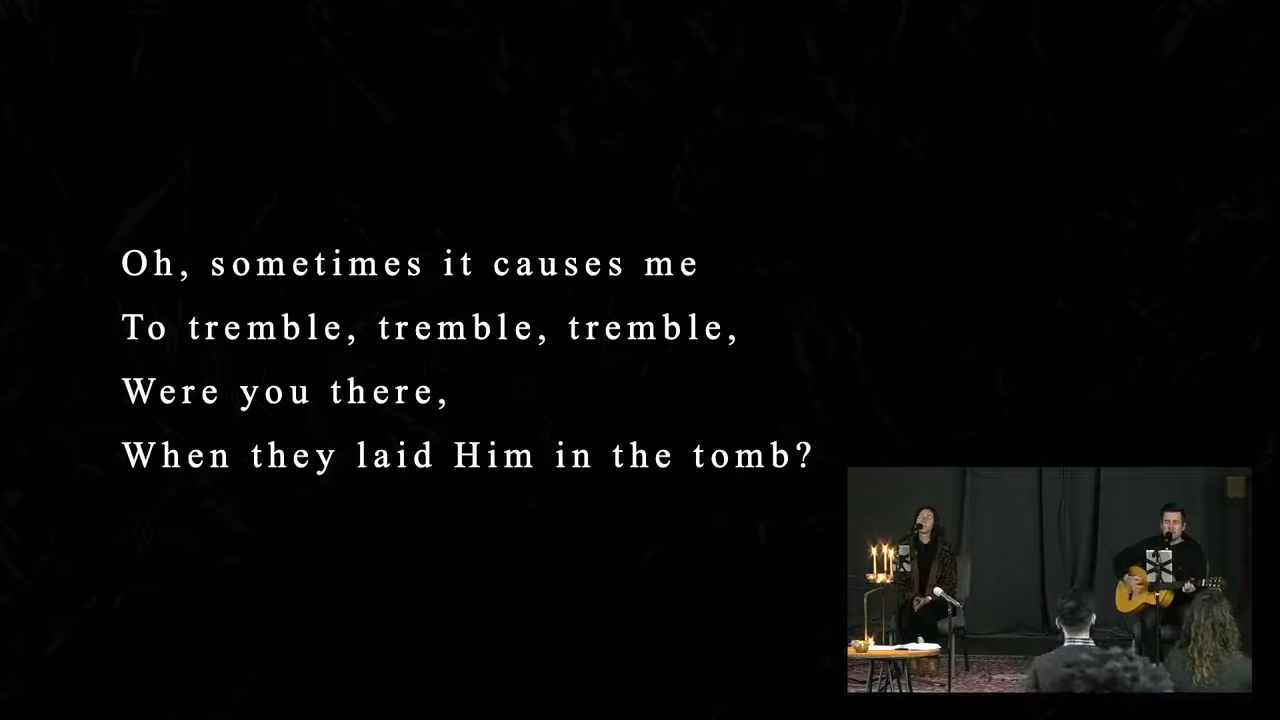 Oh, sometimes it causes me
To tremble, tremble, tremble,
Were you there,
When they laid Him in the tomb?